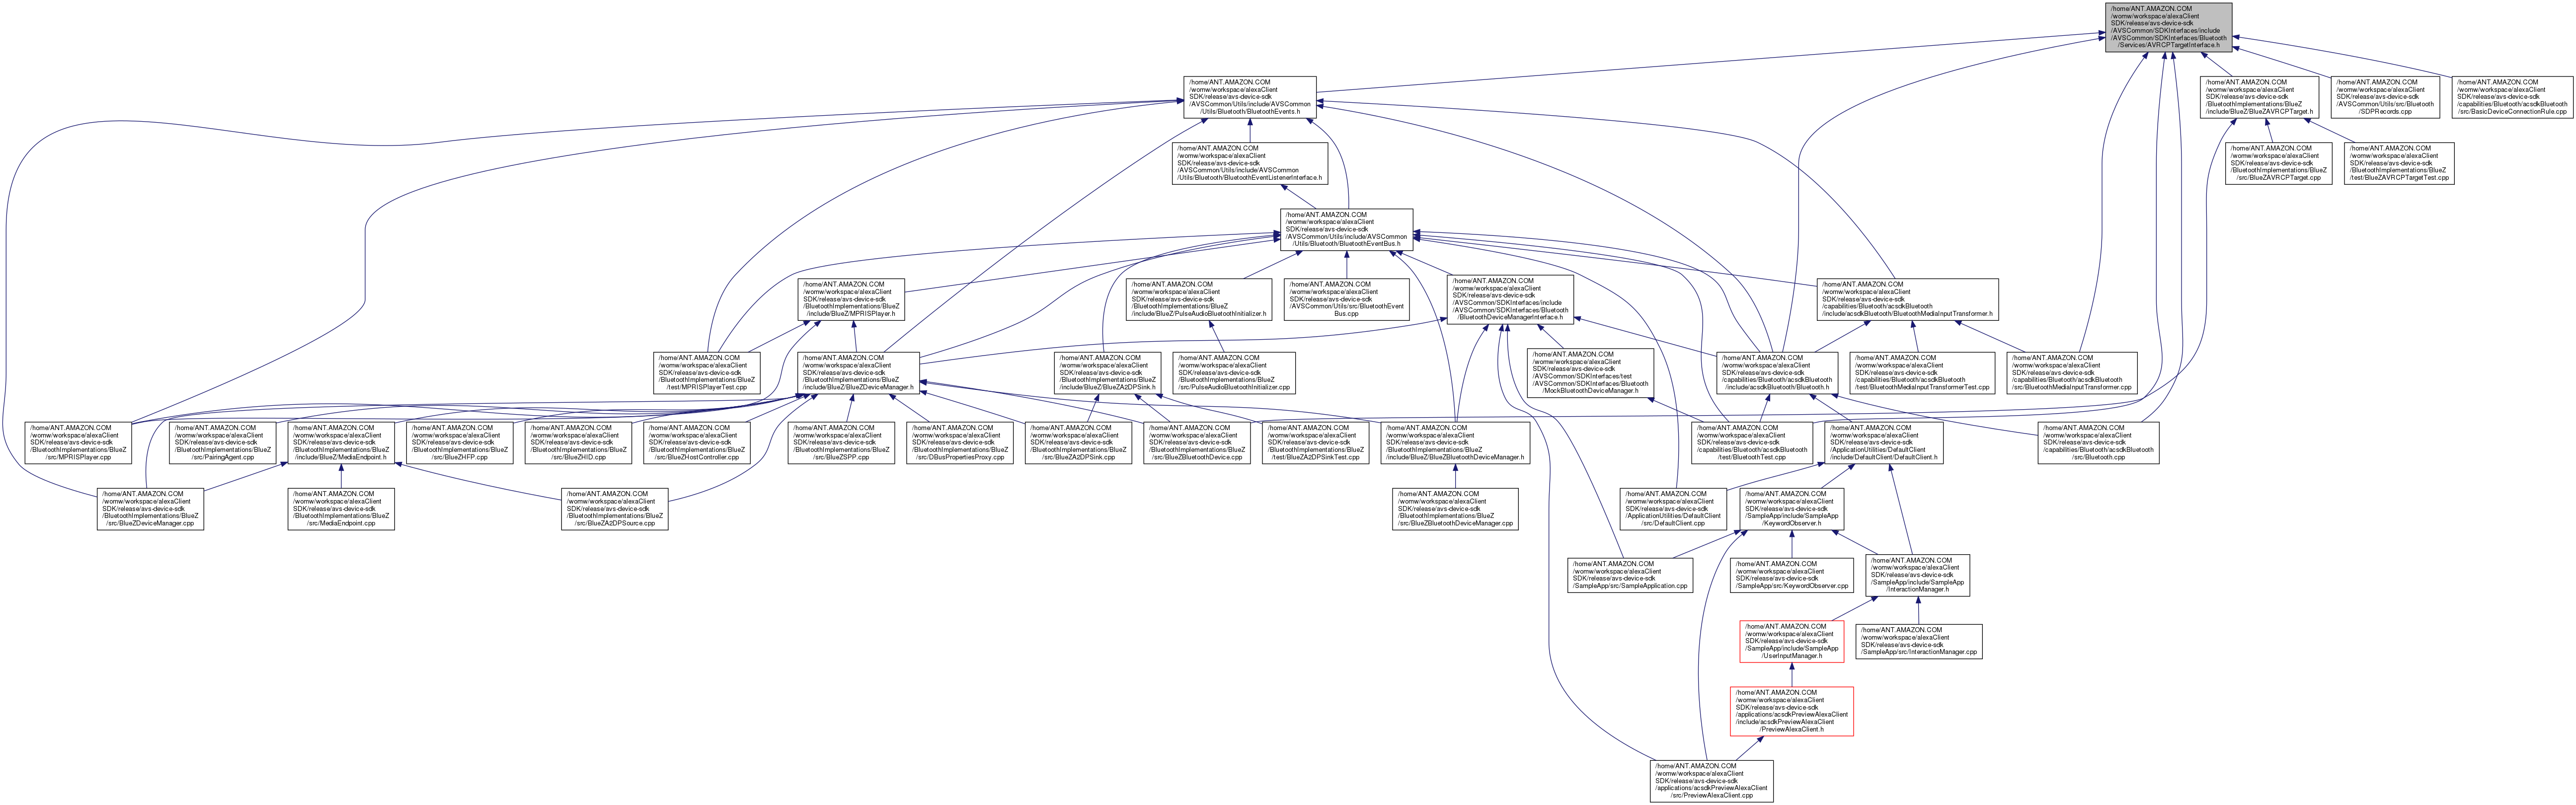 /home/ANT.AMAZON.COM
/womw/workspace/alexaClient
SDK/release/avs-device-sdk
/AVSCommon/SDKInterfaces/include
/AVSCommon/SDKInterfaces/Bluetooth
/Services/AVRCPTargetInterface.h
/home/ANT.AMAZON.COM
/womw/workspace/alexaClient
SDK/release/avs-device-sdk
/AVSCommon/Utils/include/AVSCommon
/Utils/Bluetooth/BluetoothEvents.h
/home/ANT.AMAZON.COM
/womw/workspace/alexaClient
SDK/release/avs-device-sdk
/BluetoothImplementations/BlueZ
/include/BlueZ/BlueZAVRCPTarget.h
/home/ANT.AMAZON.COM
/womw/workspace/alexaClient
SDK/release/avs-device-sdk
/AVSCommon/Utils/src/Bluetooth
/SDPRecords.cpp
/home/ANT.AMAZON.COM
/womw/workspace/alexaClient
SDK/release/avs-device-sdk
/capabilities/Bluetooth/acsdkBluetooth
/src/BasicDeviceConnectionRule.cpp
/home/ANT.AMAZON.COM
/womw/workspace/alexaClient
SDK/release/avs-device-sdk
/AVSCommon/Utils/include/AVSCommon
/Utils/Bluetooth/BluetoothEventListenerInterface.h
/home/ANT.AMAZON.COM
/womw/workspace/alexaClient
SDK/release/avs-device-sdk
/BluetoothImplementations/BlueZ
/src/BlueZAVRCPTarget.cpp
/home/ANT.AMAZON.COM
/womw/workspace/alexaClient
SDK/release/avs-device-sdk
/BluetoothImplementations/BlueZ
/test/BlueZAVRCPTargetTest.cpp
/home/ANT.AMAZON.COM
/womw/workspace/alexaClient
SDK/release/avs-device-sdk
/AVSCommon/Utils/include/AVSCommon
/Utils/Bluetooth/BluetoothEventBus.h
/home/ANT.AMAZON.COM
/womw/workspace/alexaClient
SDK/release/avs-device-sdk
/BluetoothImplementations/BlueZ
/include/BlueZ/MPRISPlayer.h
/home/ANT.AMAZON.COM
/womw/workspace/alexaClient
SDK/release/avs-device-sdk
/BluetoothImplementations/BlueZ
/include/BlueZ/PulseAudioBluetoothInitializer.h
/home/ANT.AMAZON.COM
/womw/workspace/alexaClient
SDK/release/avs-device-sdk
/AVSCommon/Utils/src/BluetoothEvent
Bus.cpp
/home/ANT.AMAZON.COM
/womw/workspace/alexaClient
SDK/release/avs-device-sdk
/AVSCommon/SDKInterfaces/include
/AVSCommon/SDKInterfaces/Bluetooth
/BluetoothDeviceManagerInterface.h
/home/ANT.AMAZON.COM
/womw/workspace/alexaClient
SDK/release/avs-device-sdk
/capabilities/Bluetooth/acsdkBluetooth
/include/acsdkBluetooth/BluetoothMediaInputTransformer.h
/home/ANT.AMAZON.COM
/womw/workspace/alexaClient
SDK/release/avs-device-sdk
/BluetoothImplementations/BlueZ
/test/MPRISPlayerTest.cpp
/home/ANT.AMAZON.COM
/womw/workspace/alexaClient
SDK/release/avs-device-sdk
/BluetoothImplementations/BlueZ
/include/BlueZ/BlueZDeviceManager.h
/home/ANT.AMAZON.COM
/womw/workspace/alexaClient
SDK/release/avs-device-sdk
/BluetoothImplementations/BlueZ
/include/BlueZ/BlueZA2DPSink.h
/home/ANT.AMAZON.COM
/womw/workspace/alexaClient
SDK/release/avs-device-sdk
/BluetoothImplementations/BlueZ
/src/PulseAudioBluetoothInitializer.cpp
/home/ANT.AMAZON.COM
/womw/workspace/alexaClient
SDK/release/avs-device-sdk
/AVSCommon/SDKInterfaces/test
/AVSCommon/SDKInterfaces/Bluetooth
/MockBluetoothDeviceManager.h
/home/ANT.AMAZON.COM
/womw/workspace/alexaClient
SDK/release/avs-device-sdk
/capabilities/Bluetooth/acsdkBluetooth
/include/acsdkBluetooth/Bluetooth.h
/home/ANT.AMAZON.COM
/womw/workspace/alexaClient
SDK/release/avs-device-sdk
/capabilities/Bluetooth/acsdkBluetooth
/test/BluetoothMediaInputTransformerTest.cpp
/home/ANT.AMAZON.COM
/womw/workspace/alexaClient
SDK/release/avs-device-sdk
/capabilities/Bluetooth/acsdkBluetooth
/src/BluetoothMediaInputTransformer.cpp
/home/ANT.AMAZON.COM
/womw/workspace/alexaClient
SDK/release/avs-device-sdk
/BluetoothImplementations/BlueZ
/src/MPRISPlayer.cpp
/home/ANT.AMAZON.COM
/womw/workspace/alexaClient
SDK/release/avs-device-sdk
/BluetoothImplementations/BlueZ
/src/PairingAgent.cpp
/home/ANT.AMAZON.COM
/womw/workspace/alexaClient
SDK/release/avs-device-sdk
/BluetoothImplementations/BlueZ
/include/BlueZ/MediaEndpoint.h
/home/ANT.AMAZON.COM
/womw/workspace/alexaClient
SDK/release/avs-device-sdk
/BluetoothImplementations/BlueZ
/src/BlueZHFP.cpp
/home/ANT.AMAZON.COM
/womw/workspace/alexaClient
SDK/release/avs-device-sdk
/BluetoothImplementations/BlueZ
/src/BlueZHID.cpp
/home/ANT.AMAZON.COM
/womw/workspace/alexaClient
SDK/release/avs-device-sdk
/BluetoothImplementations/BlueZ
/src/BlueZHostController.cpp
/home/ANT.AMAZON.COM
/womw/workspace/alexaClient
SDK/release/avs-device-sdk
/BluetoothImplementations/BlueZ
/src/BlueZSPP.cpp
/home/ANT.AMAZON.COM
/womw/workspace/alexaClient
SDK/release/avs-device-sdk
/BluetoothImplementations/BlueZ
/src/DBusPropertiesProxy.cpp
/home/ANT.AMAZON.COM
/womw/workspace/alexaClient
SDK/release/avs-device-sdk
/BluetoothImplementations/BlueZ
/src/BlueZA2DPSink.cpp
/home/ANT.AMAZON.COM
/womw/workspace/alexaClient
SDK/release/avs-device-sdk
/BluetoothImplementations/BlueZ
/src/BlueZBluetoothDevice.cpp
/home/ANT.AMAZON.COM
/womw/workspace/alexaClient
SDK/release/avs-device-sdk
/BluetoothImplementations/BlueZ
/test/BlueZA2DPSinkTest.cpp
/home/ANT.AMAZON.COM
/womw/workspace/alexaClient
SDK/release/avs-device-sdk
/BluetoothImplementations/BlueZ
/include/BlueZ/BlueZBluetoothDeviceManager.h
/home/ANT.AMAZON.COM
/womw/workspace/alexaClient
SDK/release/avs-device-sdk
/capabilities/Bluetooth/acsdkBluetooth
/test/BluetoothTest.cpp
/home/ANT.AMAZON.COM
/womw/workspace/alexaClient
SDK/release/avs-device-sdk
/ApplicationUtilities/DefaultClient
/include/DefaultClient/DefaultClient.h
/home/ANT.AMAZON.COM
/womw/workspace/alexaClient
SDK/release/avs-device-sdk
/capabilities/Bluetooth/acsdkBluetooth
/src/Bluetooth.cpp
/home/ANT.AMAZON.COM
/womw/workspace/alexaClient
SDK/release/avs-device-sdk
/BluetoothImplementations/BlueZ
/src/BlueZDeviceManager.cpp
/home/ANT.AMAZON.COM
/womw/workspace/alexaClient
SDK/release/avs-device-sdk
/BluetoothImplementations/BlueZ
/src/MediaEndpoint.cpp
/home/ANT.AMAZON.COM
/womw/workspace/alexaClient
SDK/release/avs-device-sdk
/BluetoothImplementations/BlueZ
/src/BlueZA2DPSource.cpp
/home/ANT.AMAZON.COM
/womw/workspace/alexaClient
SDK/release/avs-device-sdk
/BluetoothImplementations/BlueZ
/src/BlueZBluetoothDeviceManager.cpp
/home/ANT.AMAZON.COM
/womw/workspace/alexaClient
SDK/release/avs-device-sdk
/ApplicationUtilities/DefaultClient
/src/DefaultClient.cpp
/home/ANT.AMAZON.COM
/womw/workspace/alexaClient
SDK/release/avs-device-sdk
/SampleApp/include/SampleApp
/KeywordObserver.h
/home/ANT.AMAZON.COM
/womw/workspace/alexaClient
SDK/release/avs-device-sdk
/SampleApp/src/SampleApplication.cpp
/home/ANT.AMAZON.COM
/womw/workspace/alexaClient
SDK/release/avs-device-sdk
/SampleApp/src/KeywordObserver.cpp
/home/ANT.AMAZON.COM
/womw/workspace/alexaClient
SDK/release/avs-device-sdk
/SampleApp/include/SampleApp
/InteractionManager.h
/home/ANT.AMAZON.COM
/womw/workspace/alexaClient
SDK/release/avs-device-sdk
/SampleApp/include/SampleApp
/UserInputManager.h
/home/ANT.AMAZON.COM
/womw/workspace/alexaClient
SDK/release/avs-device-sdk
/SampleApp/src/InteractionManager.cpp
/home/ANT.AMAZON.COM
/womw/workspace/alexaClient
SDK/release/avs-device-sdk
/applications/acsdkPreviewAlexaClient
/include/acsdkPreviewAlexaClient
/PreviewAlexaClient.h
/home/ANT.AMAZON.COM
/womw/workspace/alexaClient
SDK/release/avs-device-sdk
/applications/acsdkPreviewAlexaClient
/src/PreviewAlexaClient.cpp